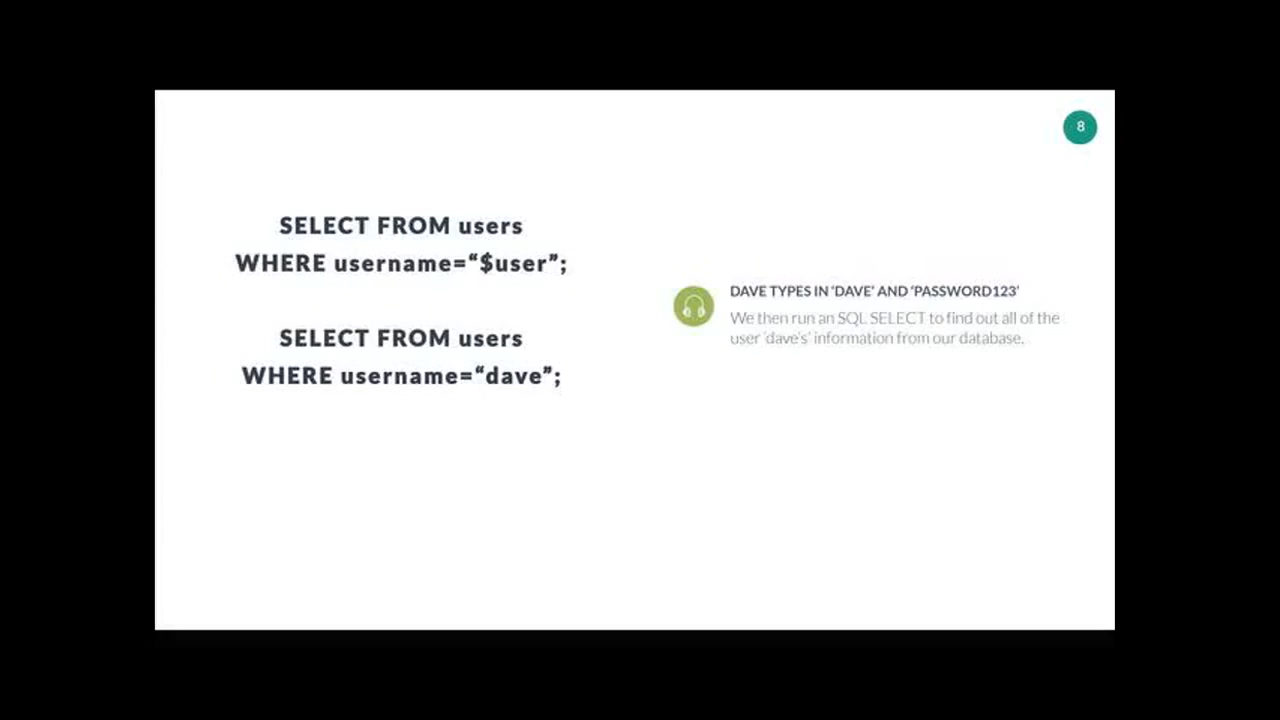 8
SELECT FROM users
WHERE username=“$user”;
SELECT FROM users
WHERE username=“dave”;
DAVE TYPES IN ‘DAVE’ AND ‘PASSWORD123’
We then run an SQL SELECT to find out all of the
user ‘dave’s’ information from our database.